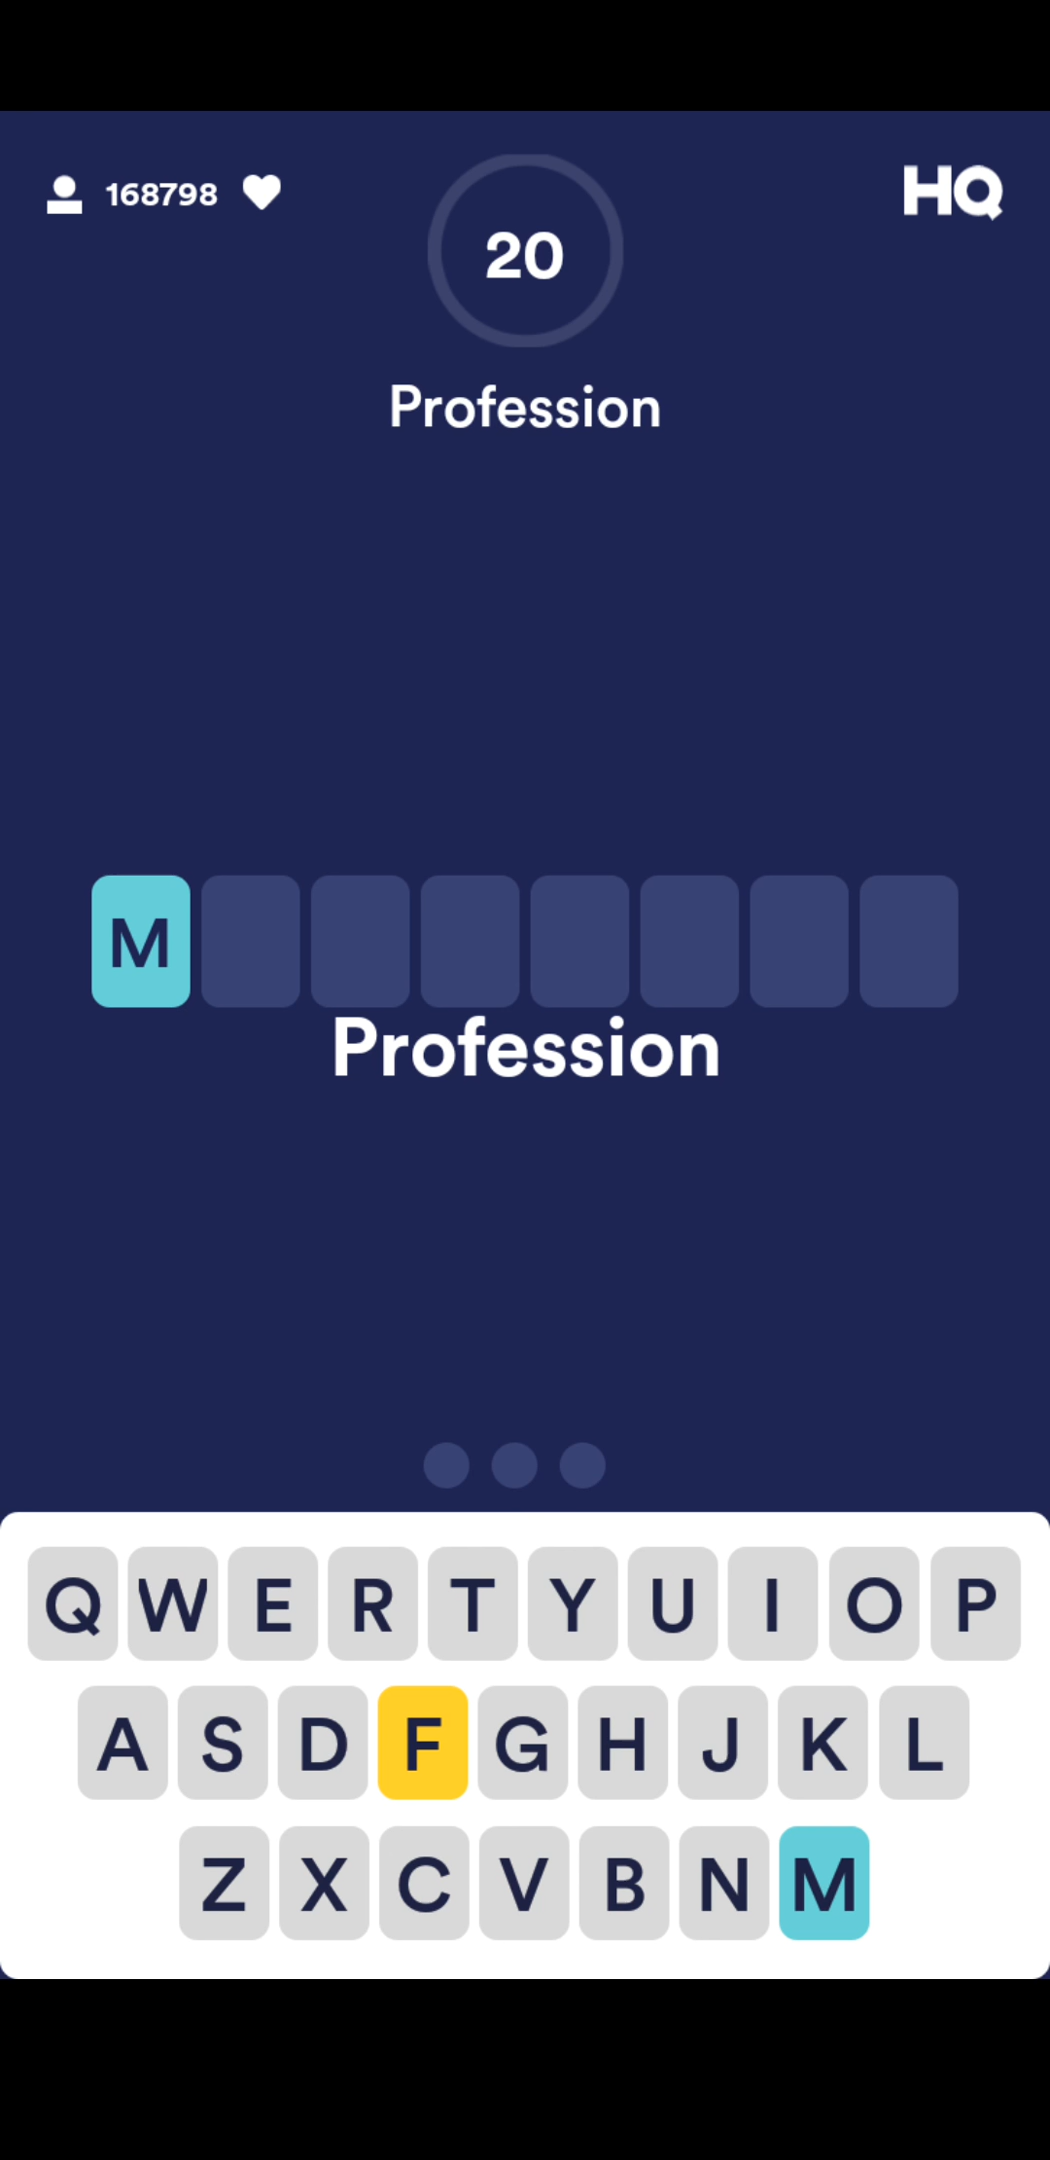 168798
20
HQ
Profession
M
Profession
Q W E R T Y U I O P
A S D F G H J K L
Z X C V B N M